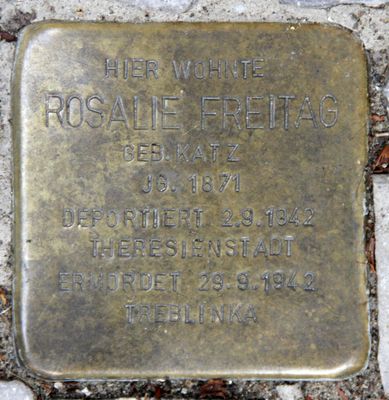 HIER WOHNTE
ROSALIE FREITAG
GEB. KATZ
JG. 1871
DEPORTIERT 2.9.1942
THERESIENSTADT
ERMORDET 29.9.1942
TREBLINKA